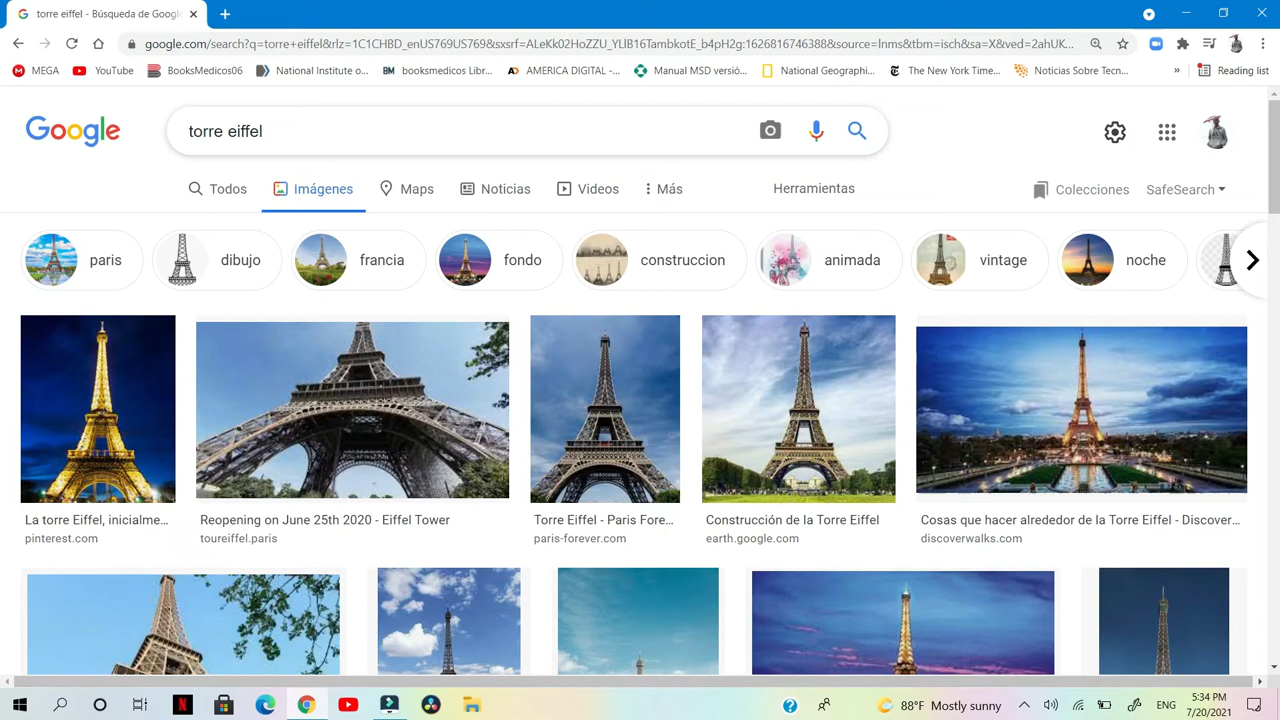 torre eiffel - Búsqueda de Googl
google.com/search?q=torre+eiffel&rlz=1C1CHBD_enUS769US769&sxsrf=ALeKk02HoZZU_YLlB16TambkotE_b4pH2g:1626816746388&source=lnms&tbm=isch&sa=X&ved=2ahUK...
MEGA YouTube BooksMedicos06 National Institute o... booksmedicos Libr... AMERICA DIGITAL -... Manual MSD versió... National Geographi... The New York Time... Noticias Sobre Tecn... » Reading list
Google torre eiffel
Todos Imágenes Maps Noticias Videos Más Herramientas Colecciones SafeSearch
paris dibujo francia fondo construccion animada vintage noche
La torre Eiffel, inicialme... Reopening on June 25th 2020 - Eiffel Tower Torre Eiffel - Paris Fore... Construcción de la Torre Eiffel Cosas que hacer alrededor de la Torre Eiffel - Discover...
pinterest.com toureiffel.paris paris-forever.com earth.google.com discoverwalks.com
88°F Mostly sunny ENG 5:34 PM
7/20/2021